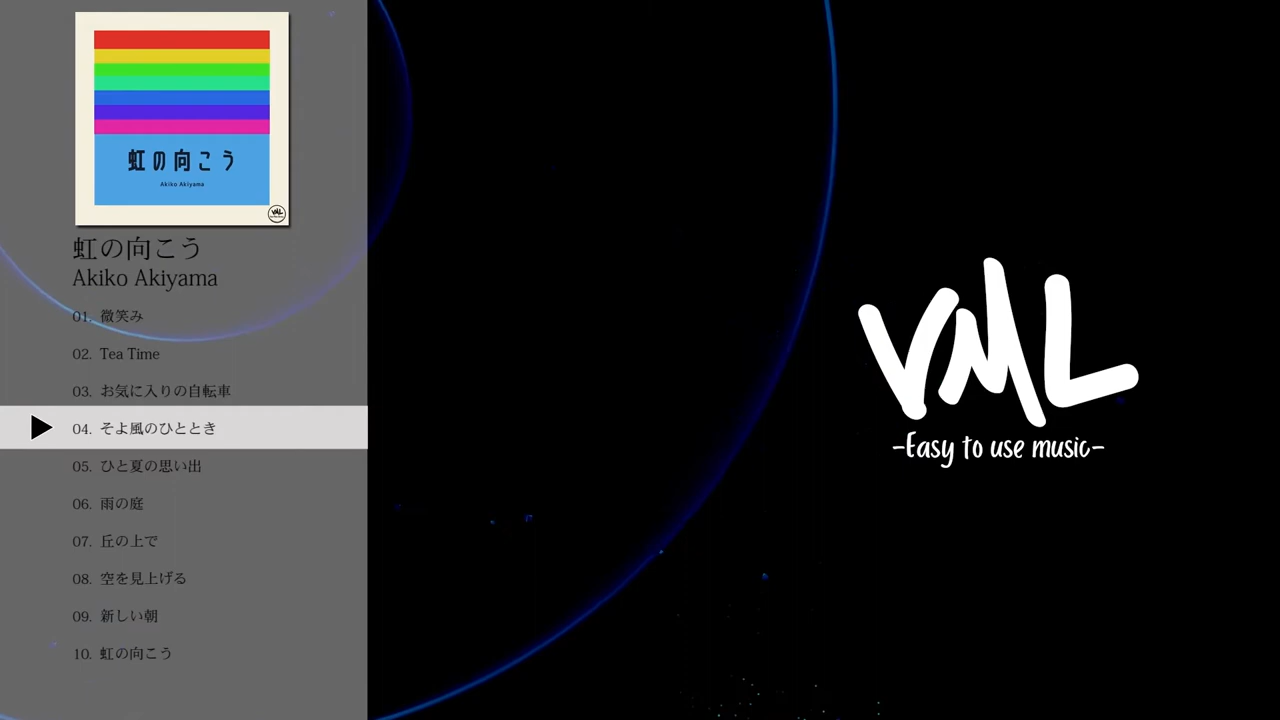 虹の向こう
Akiko Akiyama
VML
虹の向こう
Akiko Akiyama
01. 微笑み
02. Tea Time
03. お気に入りの自転車
04. そよ風のひととき
05. ひと夏の思い出
06. 雨の庭
07. 丘の上で
08. 空を見上げる
09. 新しい朝
10. 虹の向こう
VML
-Easy to use music-